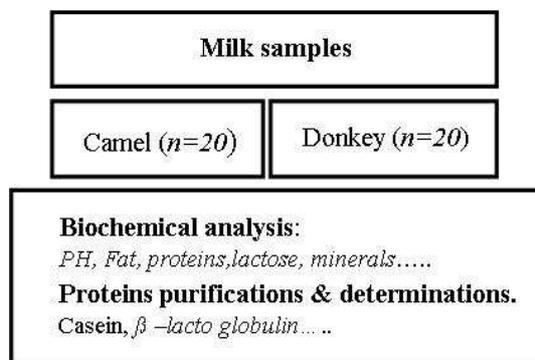 Milk samples
Camel (n=20)
Donkey (n=20)
Biochemical analysis:
PH, Fat, proteins,lactose, minerals.....
Proteins purifications & determinations.
Casein, β –lacto globulin.....